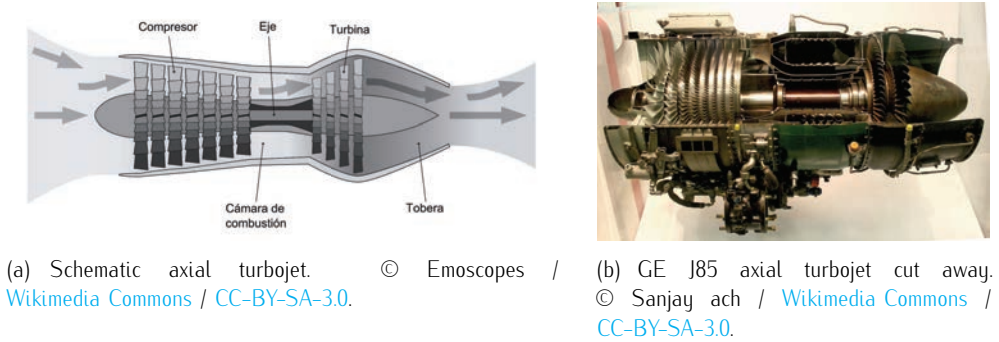 Compresor
Eje
Turbina
Cámara de
combustión
Tobera
(a) Schematic axial turbojet. © Emoscopes /
Wikimedia Commons / CC-BY-SA-3.0.
(b) GE J85 axial turbojet cut away.
© Sanjay ach / Wikimedia Commons /
CC-BY-SA-3.0.